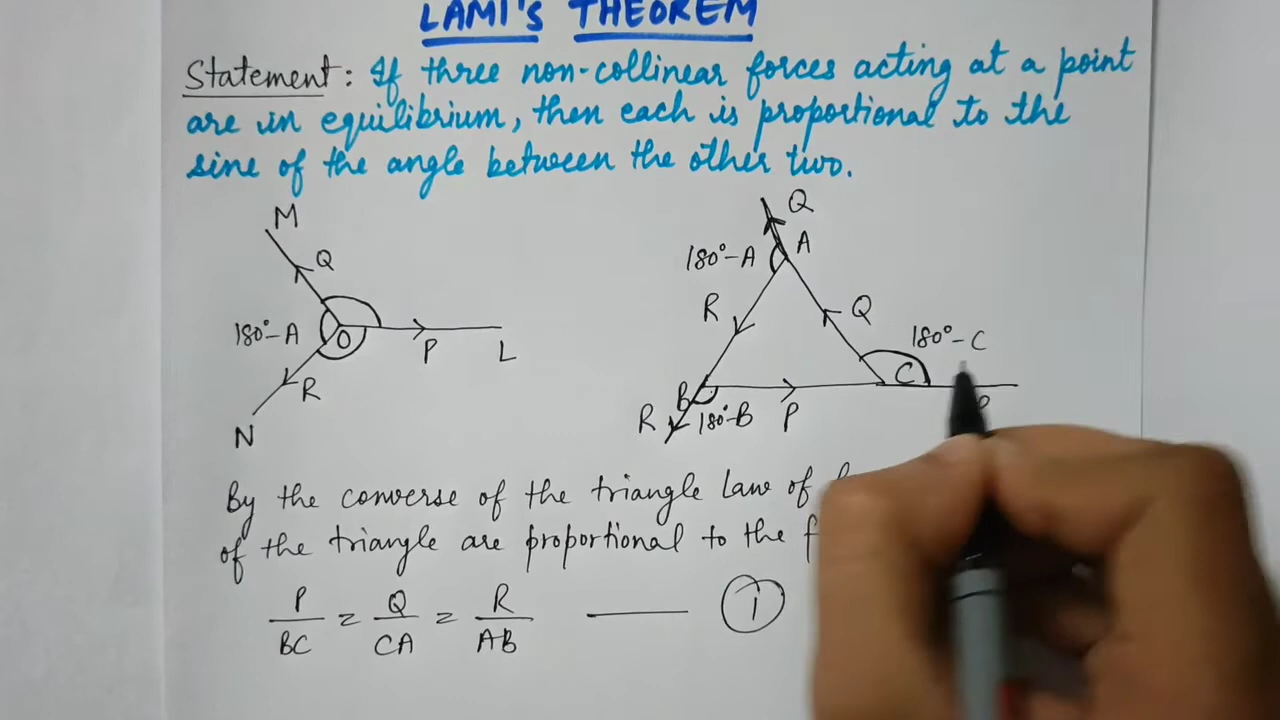 LAMI'S THEOREM
Statement: If three non-collinear forces acting at a point
are in equilibrium, then each is proportional to the
sine of the angle between the other two.
M
Q
180°-A
O
P
L
R
N
Q
180°-A
A
R
Q
180°-C
C
B
R
180°-B
P
By the converse of the triangle Law of
of the triangle are proportional to the
P/BC = Q/CA = R/AB —— 1